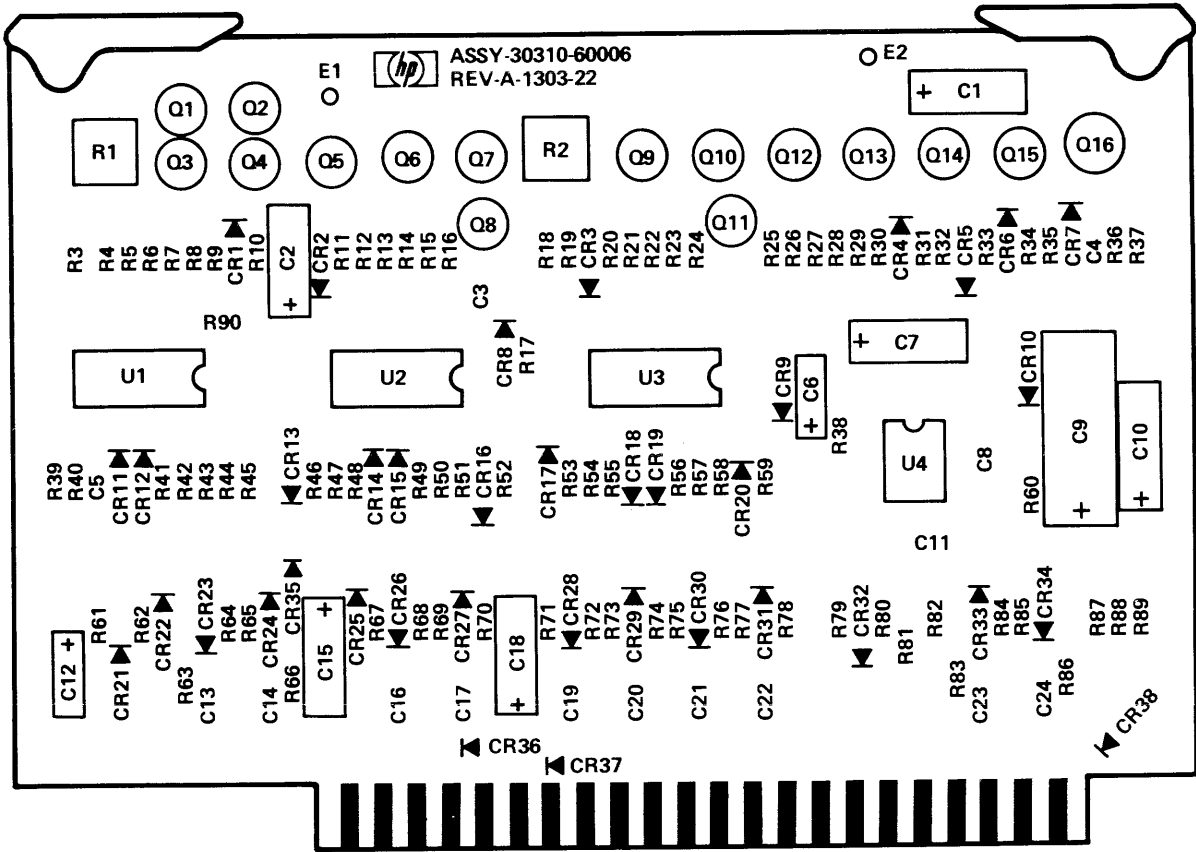 ASSY-30310-60006
REV-A-1303-22
hp
E1
E2
C1
Q1
Q2
R1
Q3
Q4
Q5
Q6
Q7
R2
Q9
Q10
Q12
Q13
Q14
Q15
Q16
Q8
Q11
R3
R4
R5
R6
R7
R8
R9
CR1
R10
C2
+
CR2
R11
R12
R13
R14
R15
R16
R18
R19
CR3
R20
R21
R22
R23
R24
R25
R26
R27
R28
R29
R30
CR4
R31
R32
CR5
R33
CR6
R34
R35
CR7
C4
R36
R37
+
C3
R90
CR8
R17
U1
U2
U3
CR9
C6
+
R38
+
C7
CR10
C9
+
C10
+
U4
C8
R60
R39
R40
C5
CR11
CR12
R41
R42
R43
R44
R45
CR13
R46
R47
R48
CR14
CR15
R49
R50
R51
CR16
R52
CR17
R53
R54
R55
CR18
CR19
R56
R57
R58
CR20
R59
C11
C12
+
R61
CR21
R62
CR22
R63
CR23
C13
R64
R65
CR24
C14
CR35
R66
C15
+
CR25
R67
CR26
C16
R68
R69
CR27
C17
R70
C18
+
R71
CR28
C19
R72
R73
CR29
C20
R74
R75
CR30
C21
R76
R77
CR31
C22
R78
R79
CR32
R80
R81
R82
R83
CR33
C23
R84
R85
CR34
C24
R86
R87
R88
R89
CR36
CR37
CR38